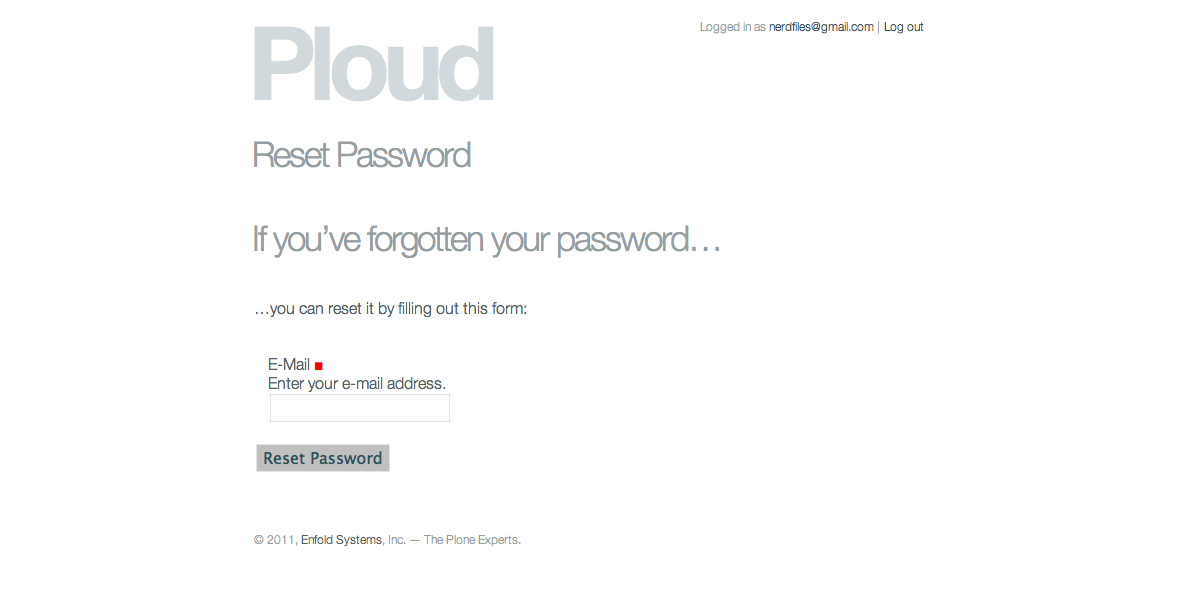 Ploud
Logged in as nerdfiles@gmail.com | Log out
Reset Password
If you’ve forgotten your password…
…you can reset it by filling out this form:
E-Mail
Enter your e-mail address.
Reset Password
© 2011, Enfold Systems, Inc. — The Plone Experts.